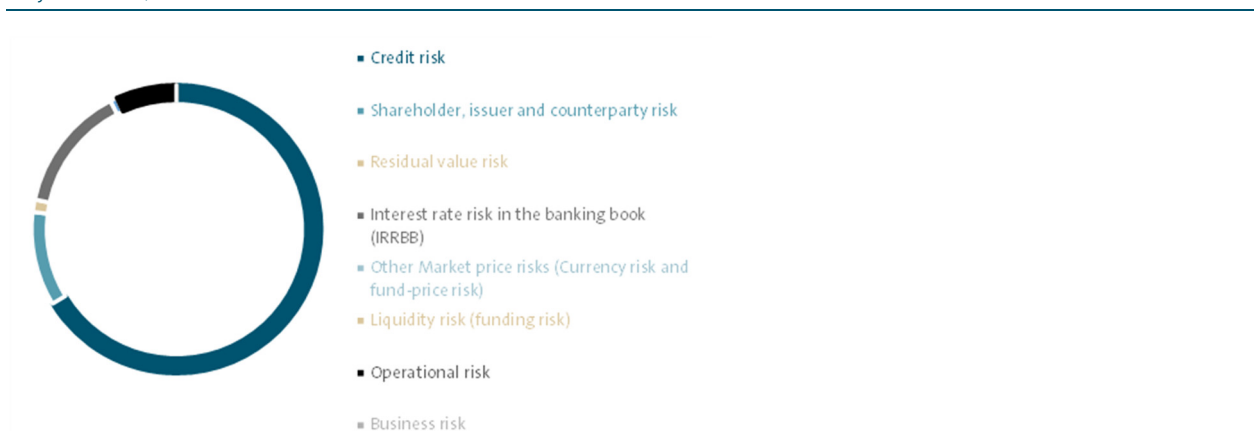 Credit risk
Shareholder, issuer and counterparty risk
Residual value risk
Interest rate risk in the banking book
(IRRBB)
Other Market price risks (Currency risk and
fund-price risk)
Liquidity risk (funding risk)
Operational risk
Business risk